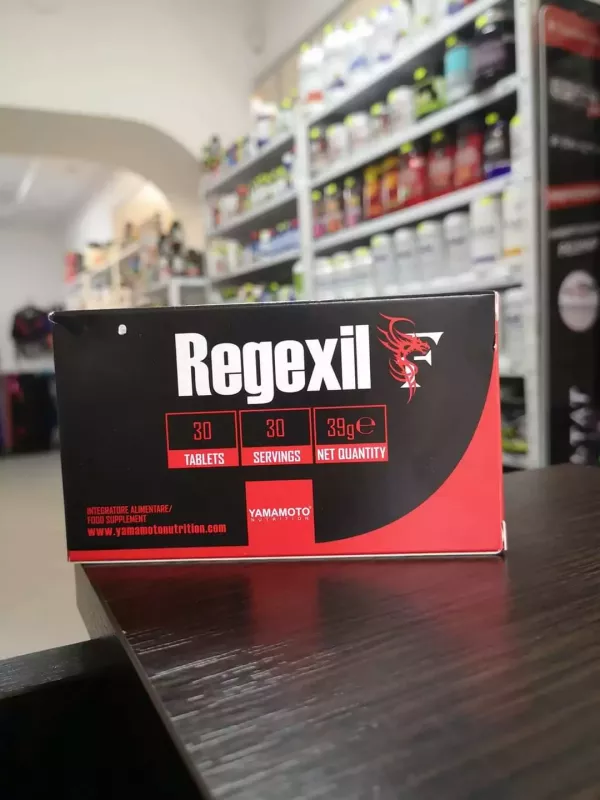 Regexil F
30
TABLETS
30
SERVINGS
39g℮
NET QUANTITY
INTEGRATORE ALIMENTARE/
FOOD SUPPLEMENT
www.yamamotonutrition.com
YAMAMOTO®
NUTRITION